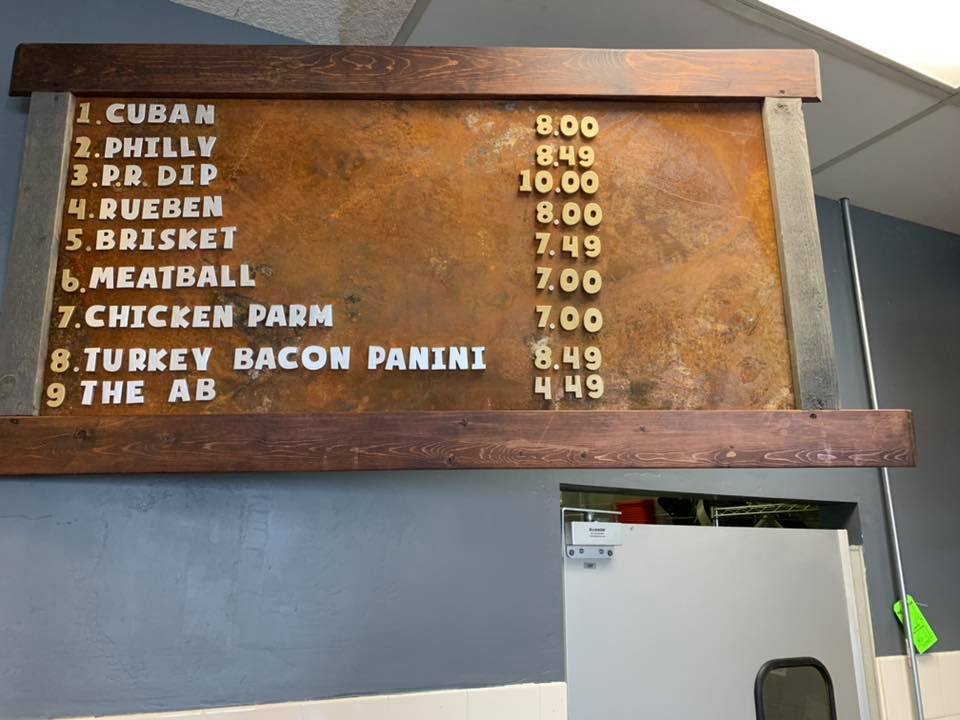 1. CUBAN 8.00
2. PHILLY 8.49
3. P.R. DIP 10.00
4. RUEBEN 8.00
5. BRISKET 7.49
6. MEATBALL 7.00
7. CHICKEN PARM 7.00
8. TURKEY BACON PANINI 8.49
9 THE AB 4.49